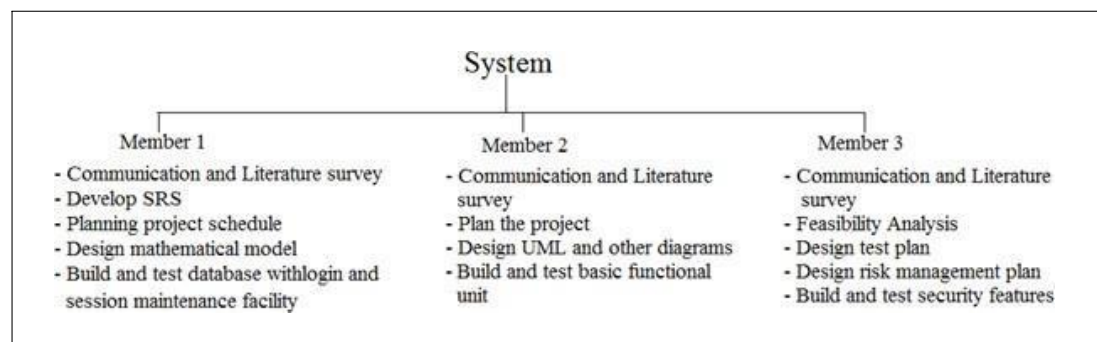 System
Member 1
- Communication and Literature survey
- Develop SRS
- Planning project schedule
- Design mathematical model
- Build and test database withlogin and
session maintenance facility
Member 2
- Communication and Literature
survey
- Plan the project
- Design UML and other diagrams
- Build and test basic functional
unit
Member 3
- Communication and Literature
survey
- Feasibility Analysis
- Design test plan
- Design risk management plan
- Build and test security features